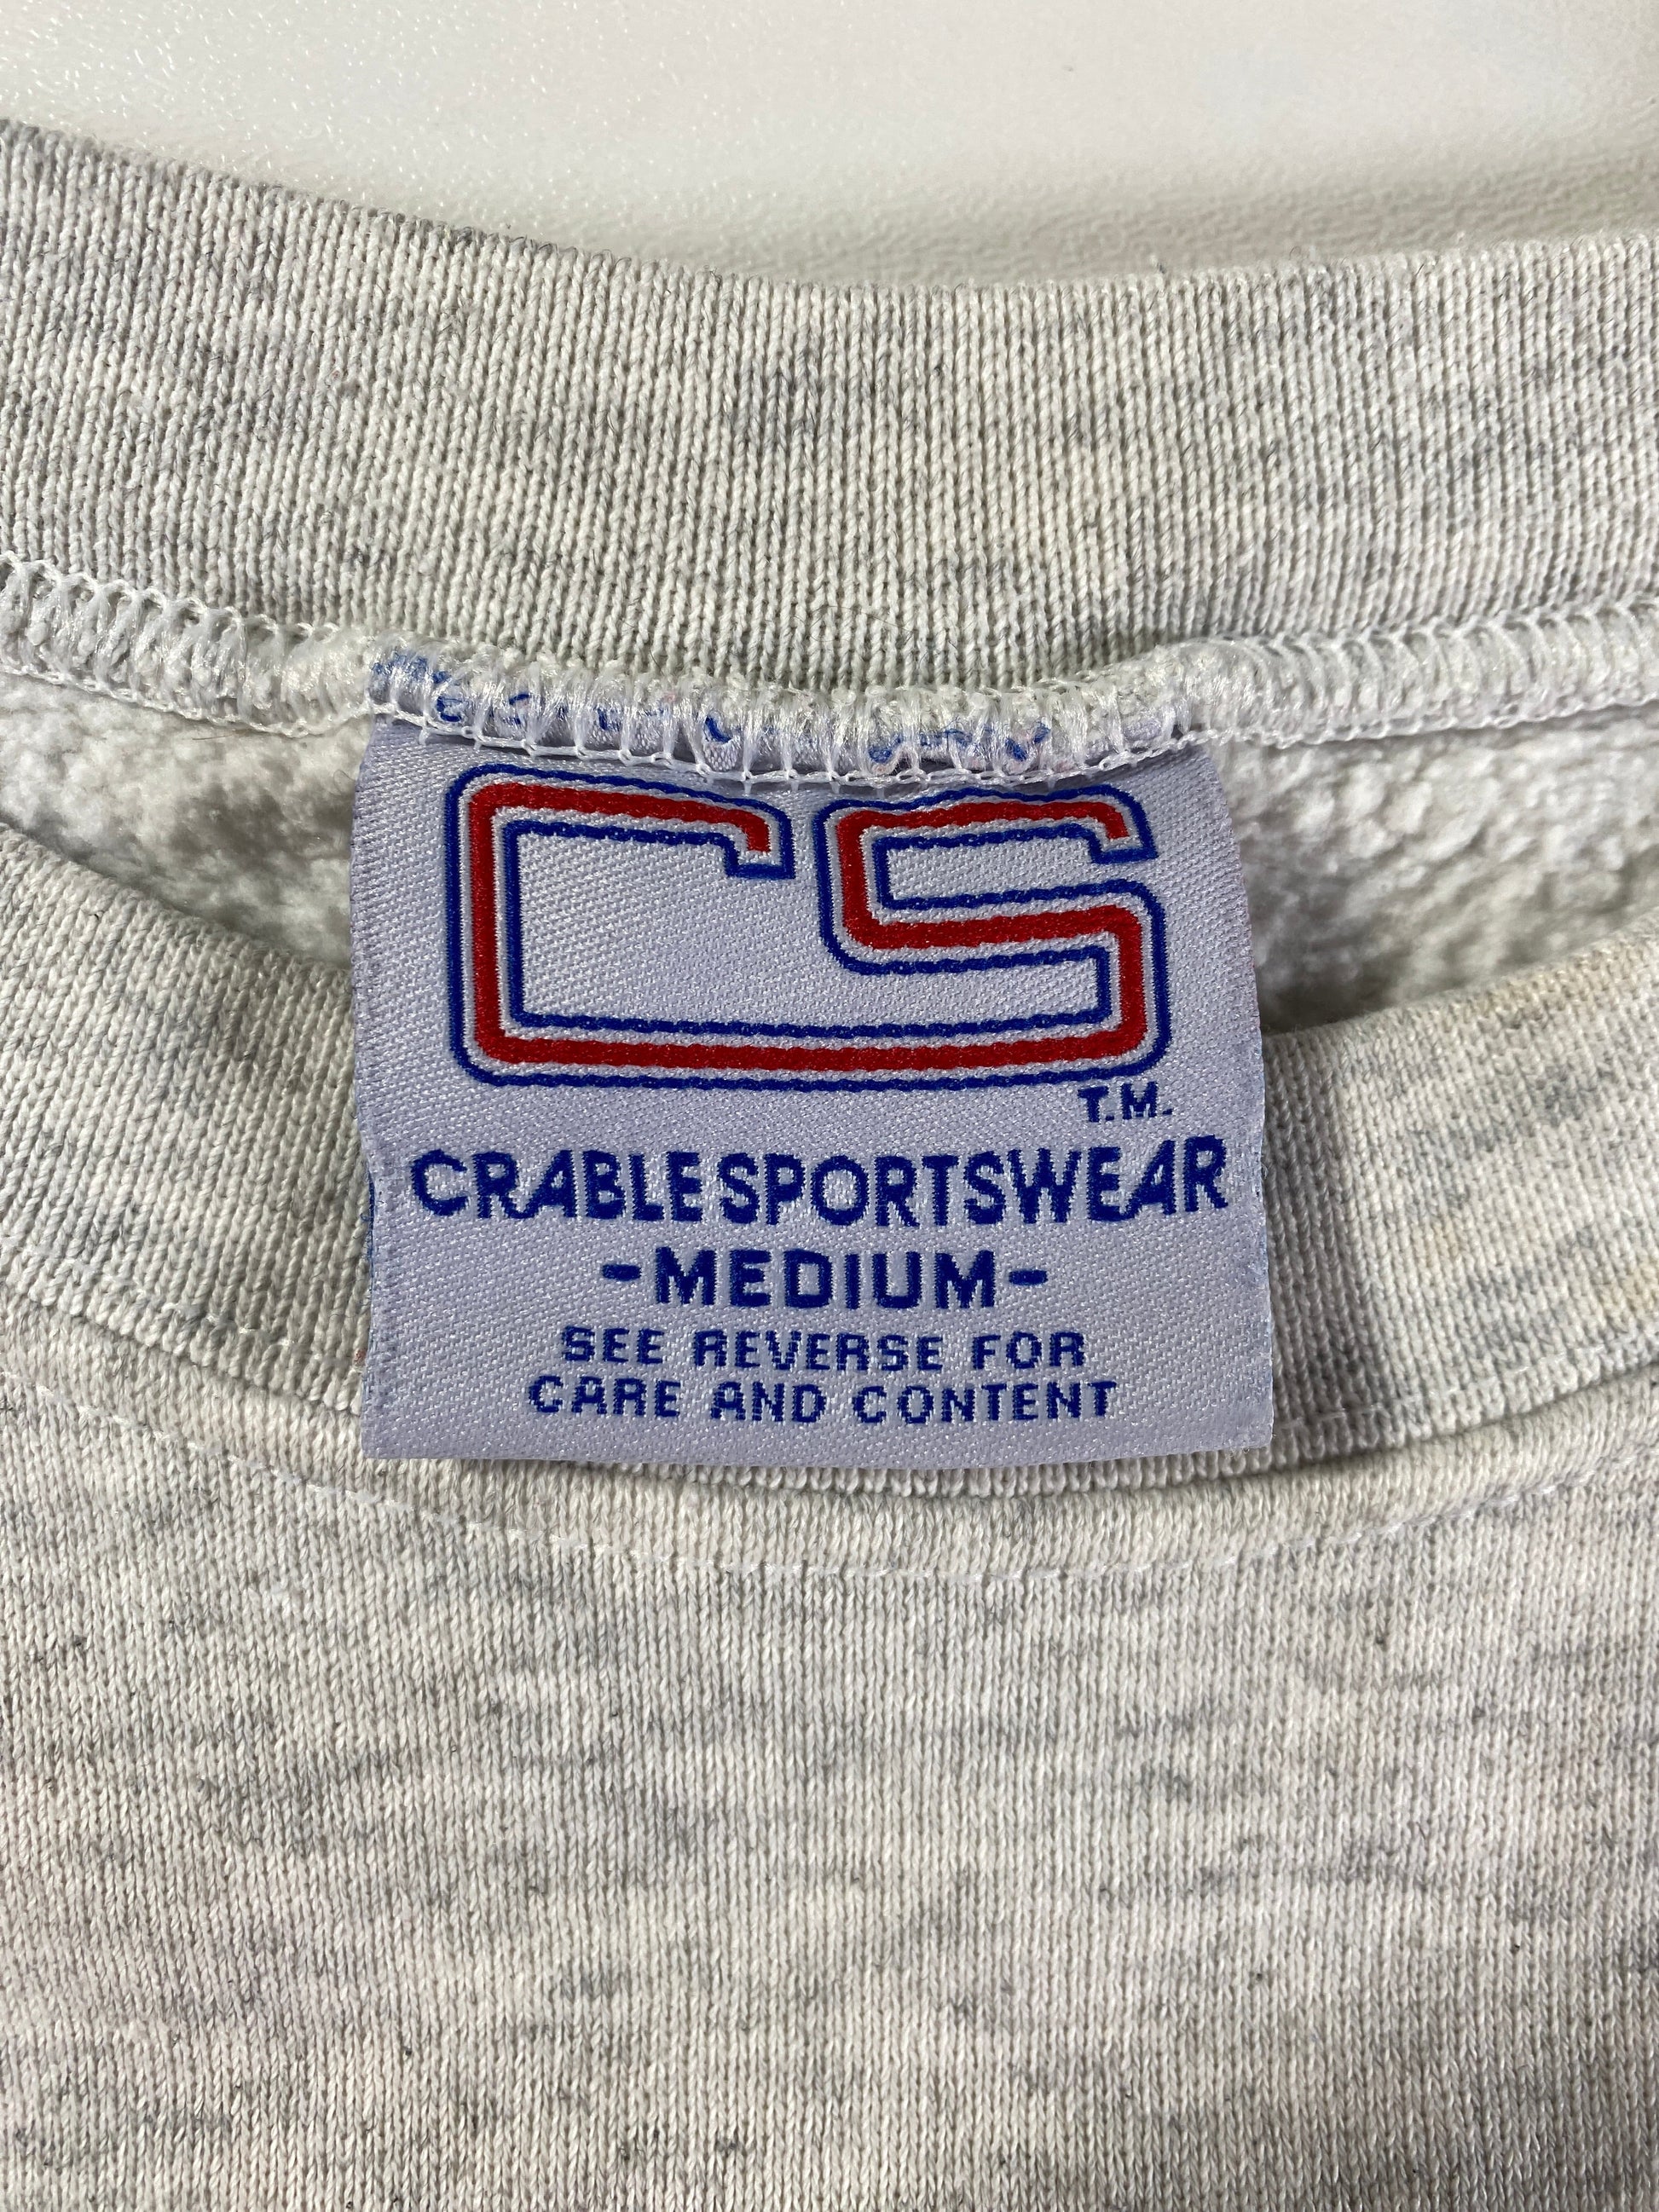 CS
T.M.
CRABLE SPORTSWEAR
-MEDIUM-
SEE REVERSE FOR
CARE AND CONTENT